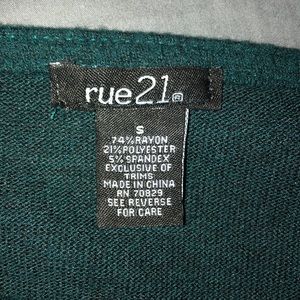 rue21®
S
74%RAYON
21%POLYESTER
5%SPANDEX
EXCLUSIVE OF
TRIMS
MADE IN CHINA
RN 70829
SEE REVERSE
FOR CARE